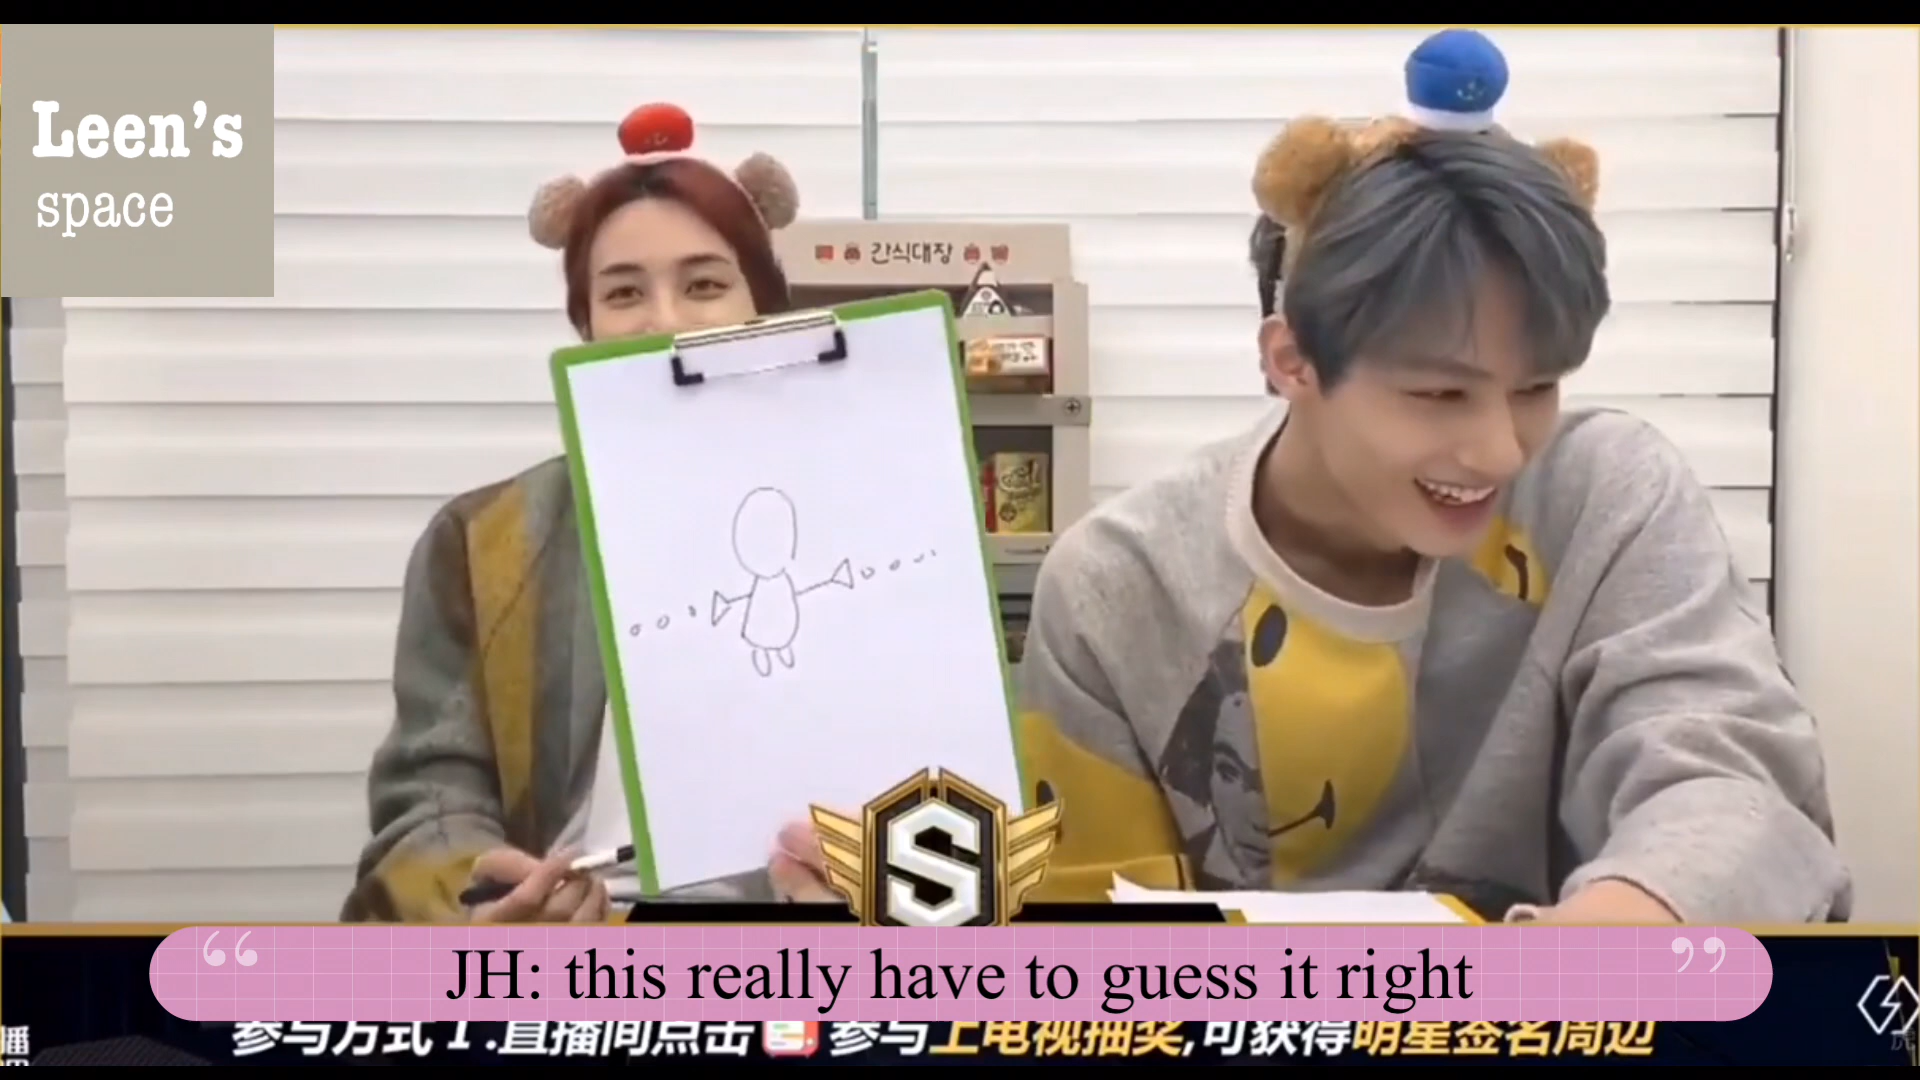 Leen's
space
간식대장
S
“ JH: this really have to guess it right ”
参与方式1.直播间点击 参与上电视抽奖,可获得明星签名周边
播